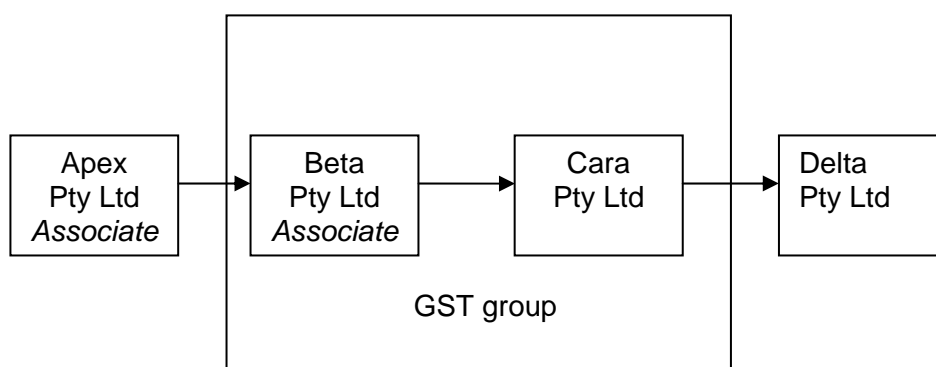 Apex
Pty Ltd
Associate
Beta
Pty Ltd
Associate
Cara
Pty Ltd
Delta
Pty Ltd
GST group